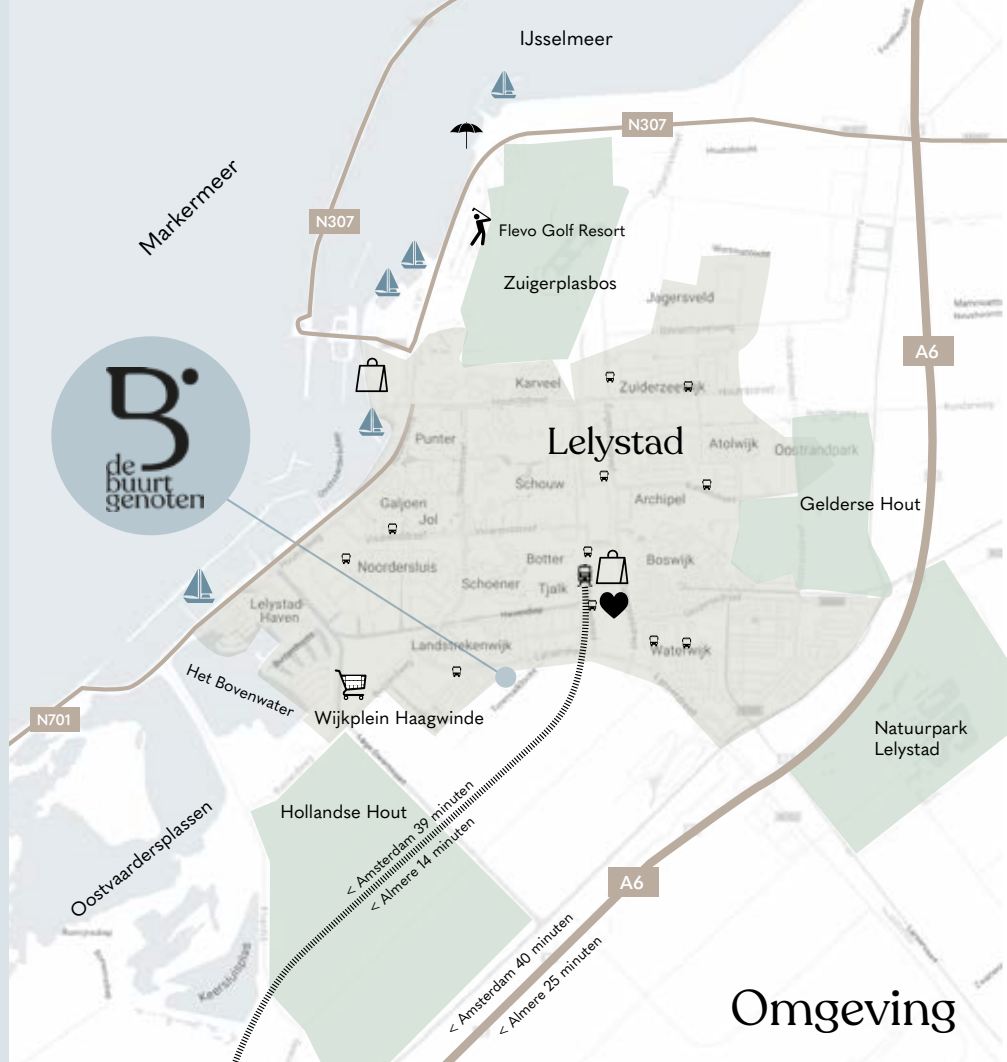 IJsselmeer
N307
Markermeer
N307
Flevo Golf Resort
Zuigerplasbos
Jagersveld
A6
Karveel
Zuiderzeewijk
B
de
buurt
genoten
Punter
Lelystad
Atolwijk
Oostrandpark
Schouw
Archipel
Galjoen
Jol
Gelderse Hout
Noordersluis
Botter
Boswijk
Schoener
Tjalk
Lelystad-
Haven
Landstrekenwijk
Waterwijk
Het Bovenwater
N701
Wijkplein Haagwinde
Natuurpark
Lelystad
Hollandse Hout
< Amsterdam 39 minuten
< Almere 14 minuten
Oostvaardersplassen
A6
Keersluisplas
< Amsterdam 40 minuten
< Almere 25 minuten
Omgeving